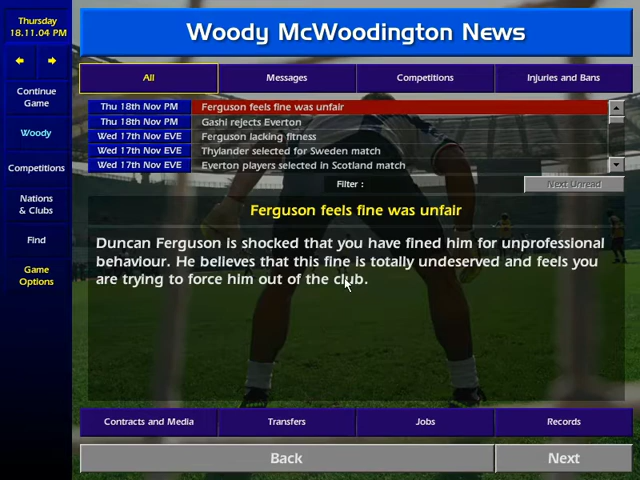 Thursday
18.11.04 PM
Woody McWoodington News
All
Messages
Competitions
Injuries and Bans
Continue
Game
Woody
Competitions
Nations
& Clubs
Find
Game
Options
Thu 18th Nov PM Ferguson feels fine was unfair
Thu 18th Nov PM Gashi rejects Everton
Wed 17th Nov EVE Ferguson lacking fitness
Wed 17th Nov EVE Thylander selected for Sweden match
Wed 17th Nov EVE Everton players selected in Scotland match
Filter :
Next Unread
Ferguson feels fine was unfair
Duncan Ferguson is shocked that you have fined him for unprofessional
behaviour. He believes that this fine is totally undeserved and feels you
are trying to force him out of the club.
Contracts and Media
Transfers
Jobs
Records
Back
Next